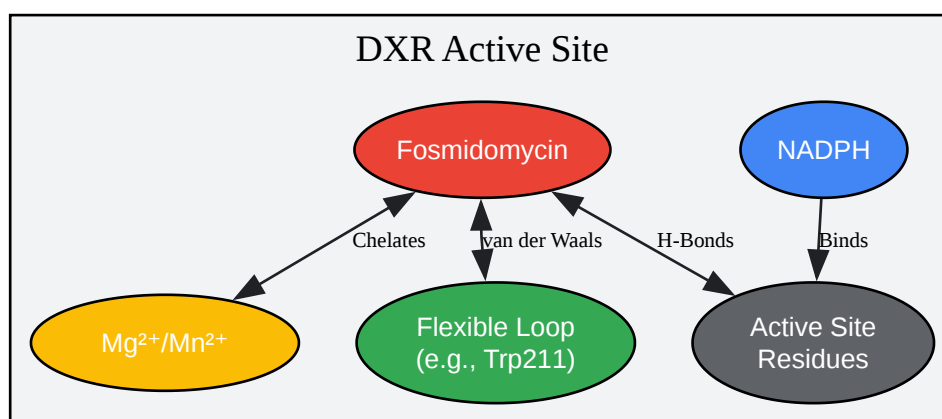 DXR Active Site
Fosmidomycin
NADPH
Chelates
van der Waals
H-Bonds
Binds
Mg²⁺/Mn²⁺
Flexible Loop
(e.g., Trp211)
Active Site
Residues